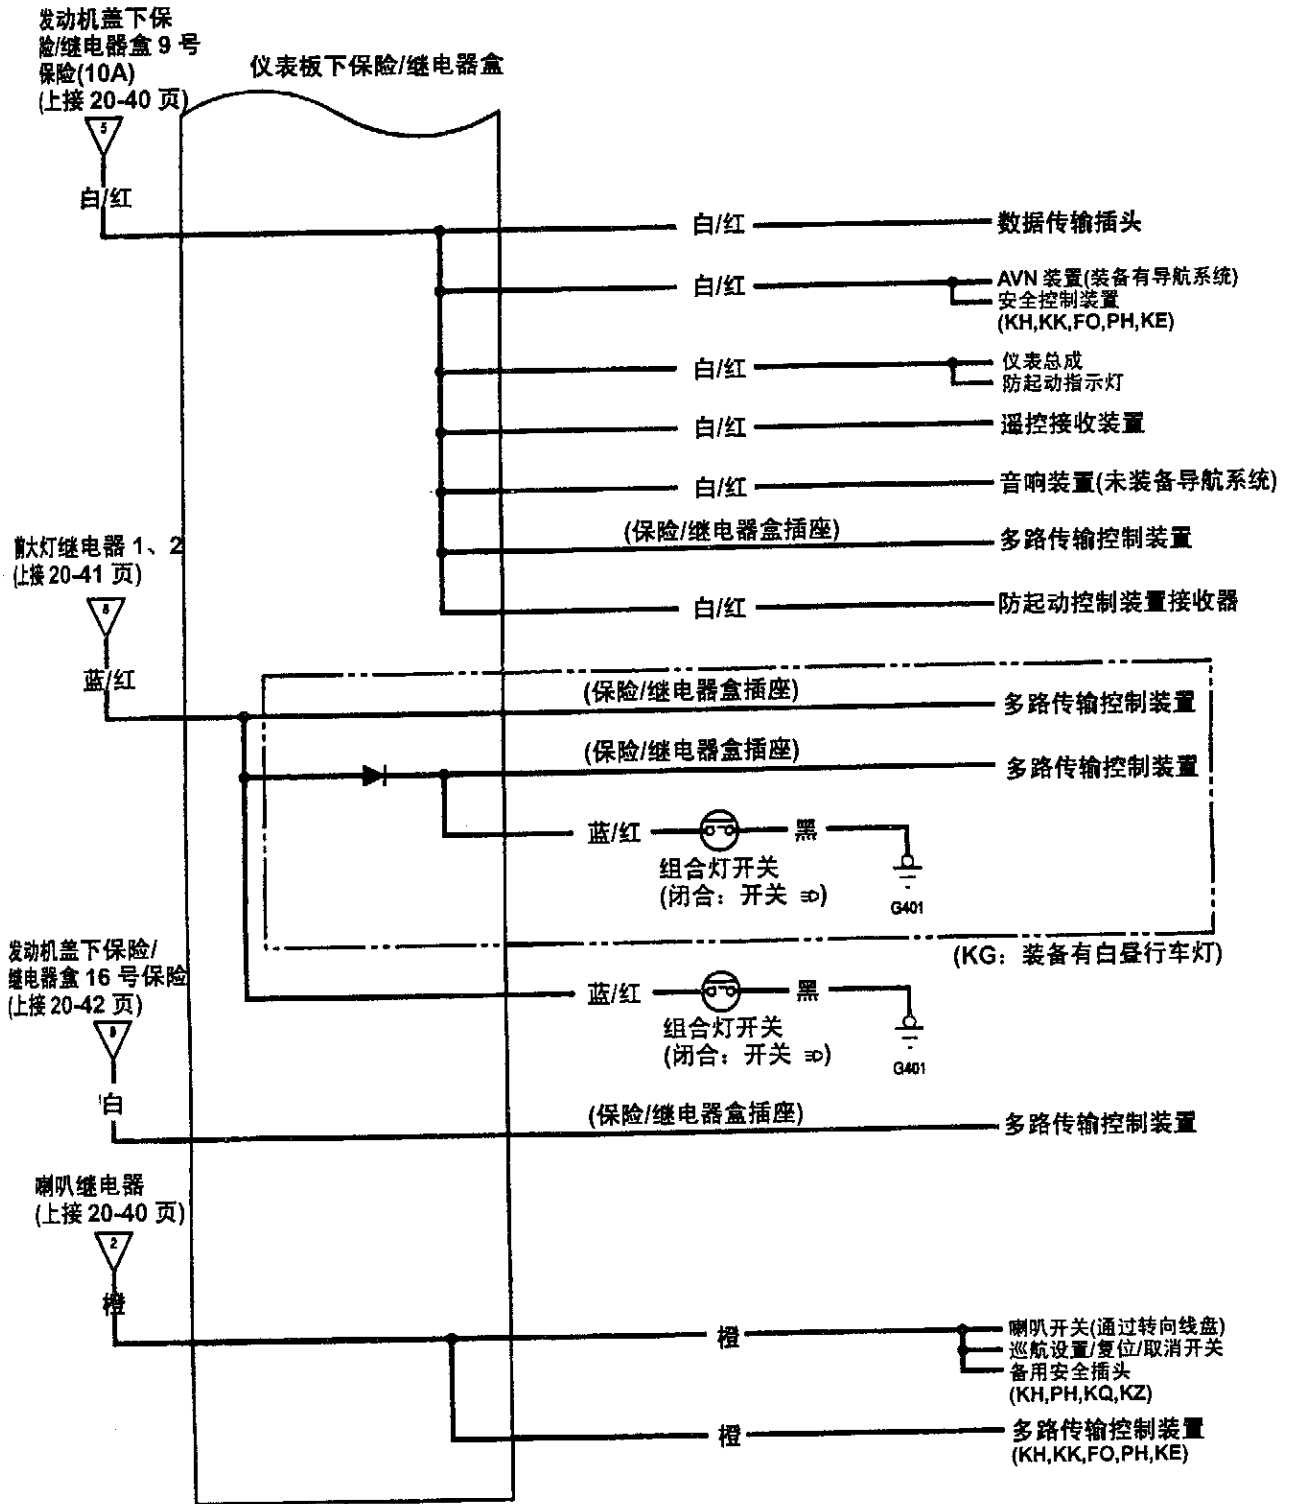 发动机盖下保
险/继电器盒 9 号
保险(10A)
(上接 20-40 页)
仪表板下保险/继电器盒
5
白/红
白/红
数据传输插头
白/红
AVN 装置(装备有导航系统)
安全控制装置
(KH,KK,FO,PH,KE)
白/红
仪表总成
防起动指示灯
白/红
遥控接收装置
白/红
音响装置(未装备导航系统)
(保险/继电器盒插座)
多路传输控制装置
白/红
防起动控制装置接收器
前大灯继电器 1、2
(上接 20-41 页)
蓝/红
(保险/继电器盒插座)
多路传输控制装置
(保险/继电器盒插座)
多路传输控制装置
蓝/红
黑
组合灯开关
(闭合：开关
)
G401
(KG：装备有白昼行车灯)
发动机盖下保险/
继电器盒 16 号保险
(上接 20-42 页)
蓝/红
黑
组合灯开关
(闭合：开关
)
G401
白
(保险/继电器盒插座)
多路传输控制装置
喇叭继电器
(上接 20-40 页)
2
橙
橙
喇叭开关(通过转向线盘)
巡航设置/复位/取消开关
备用安全插头
(KH,PH,KQ,KZ)
橙
多路传输控制装置
(KH,KK,FO,PH,KE)